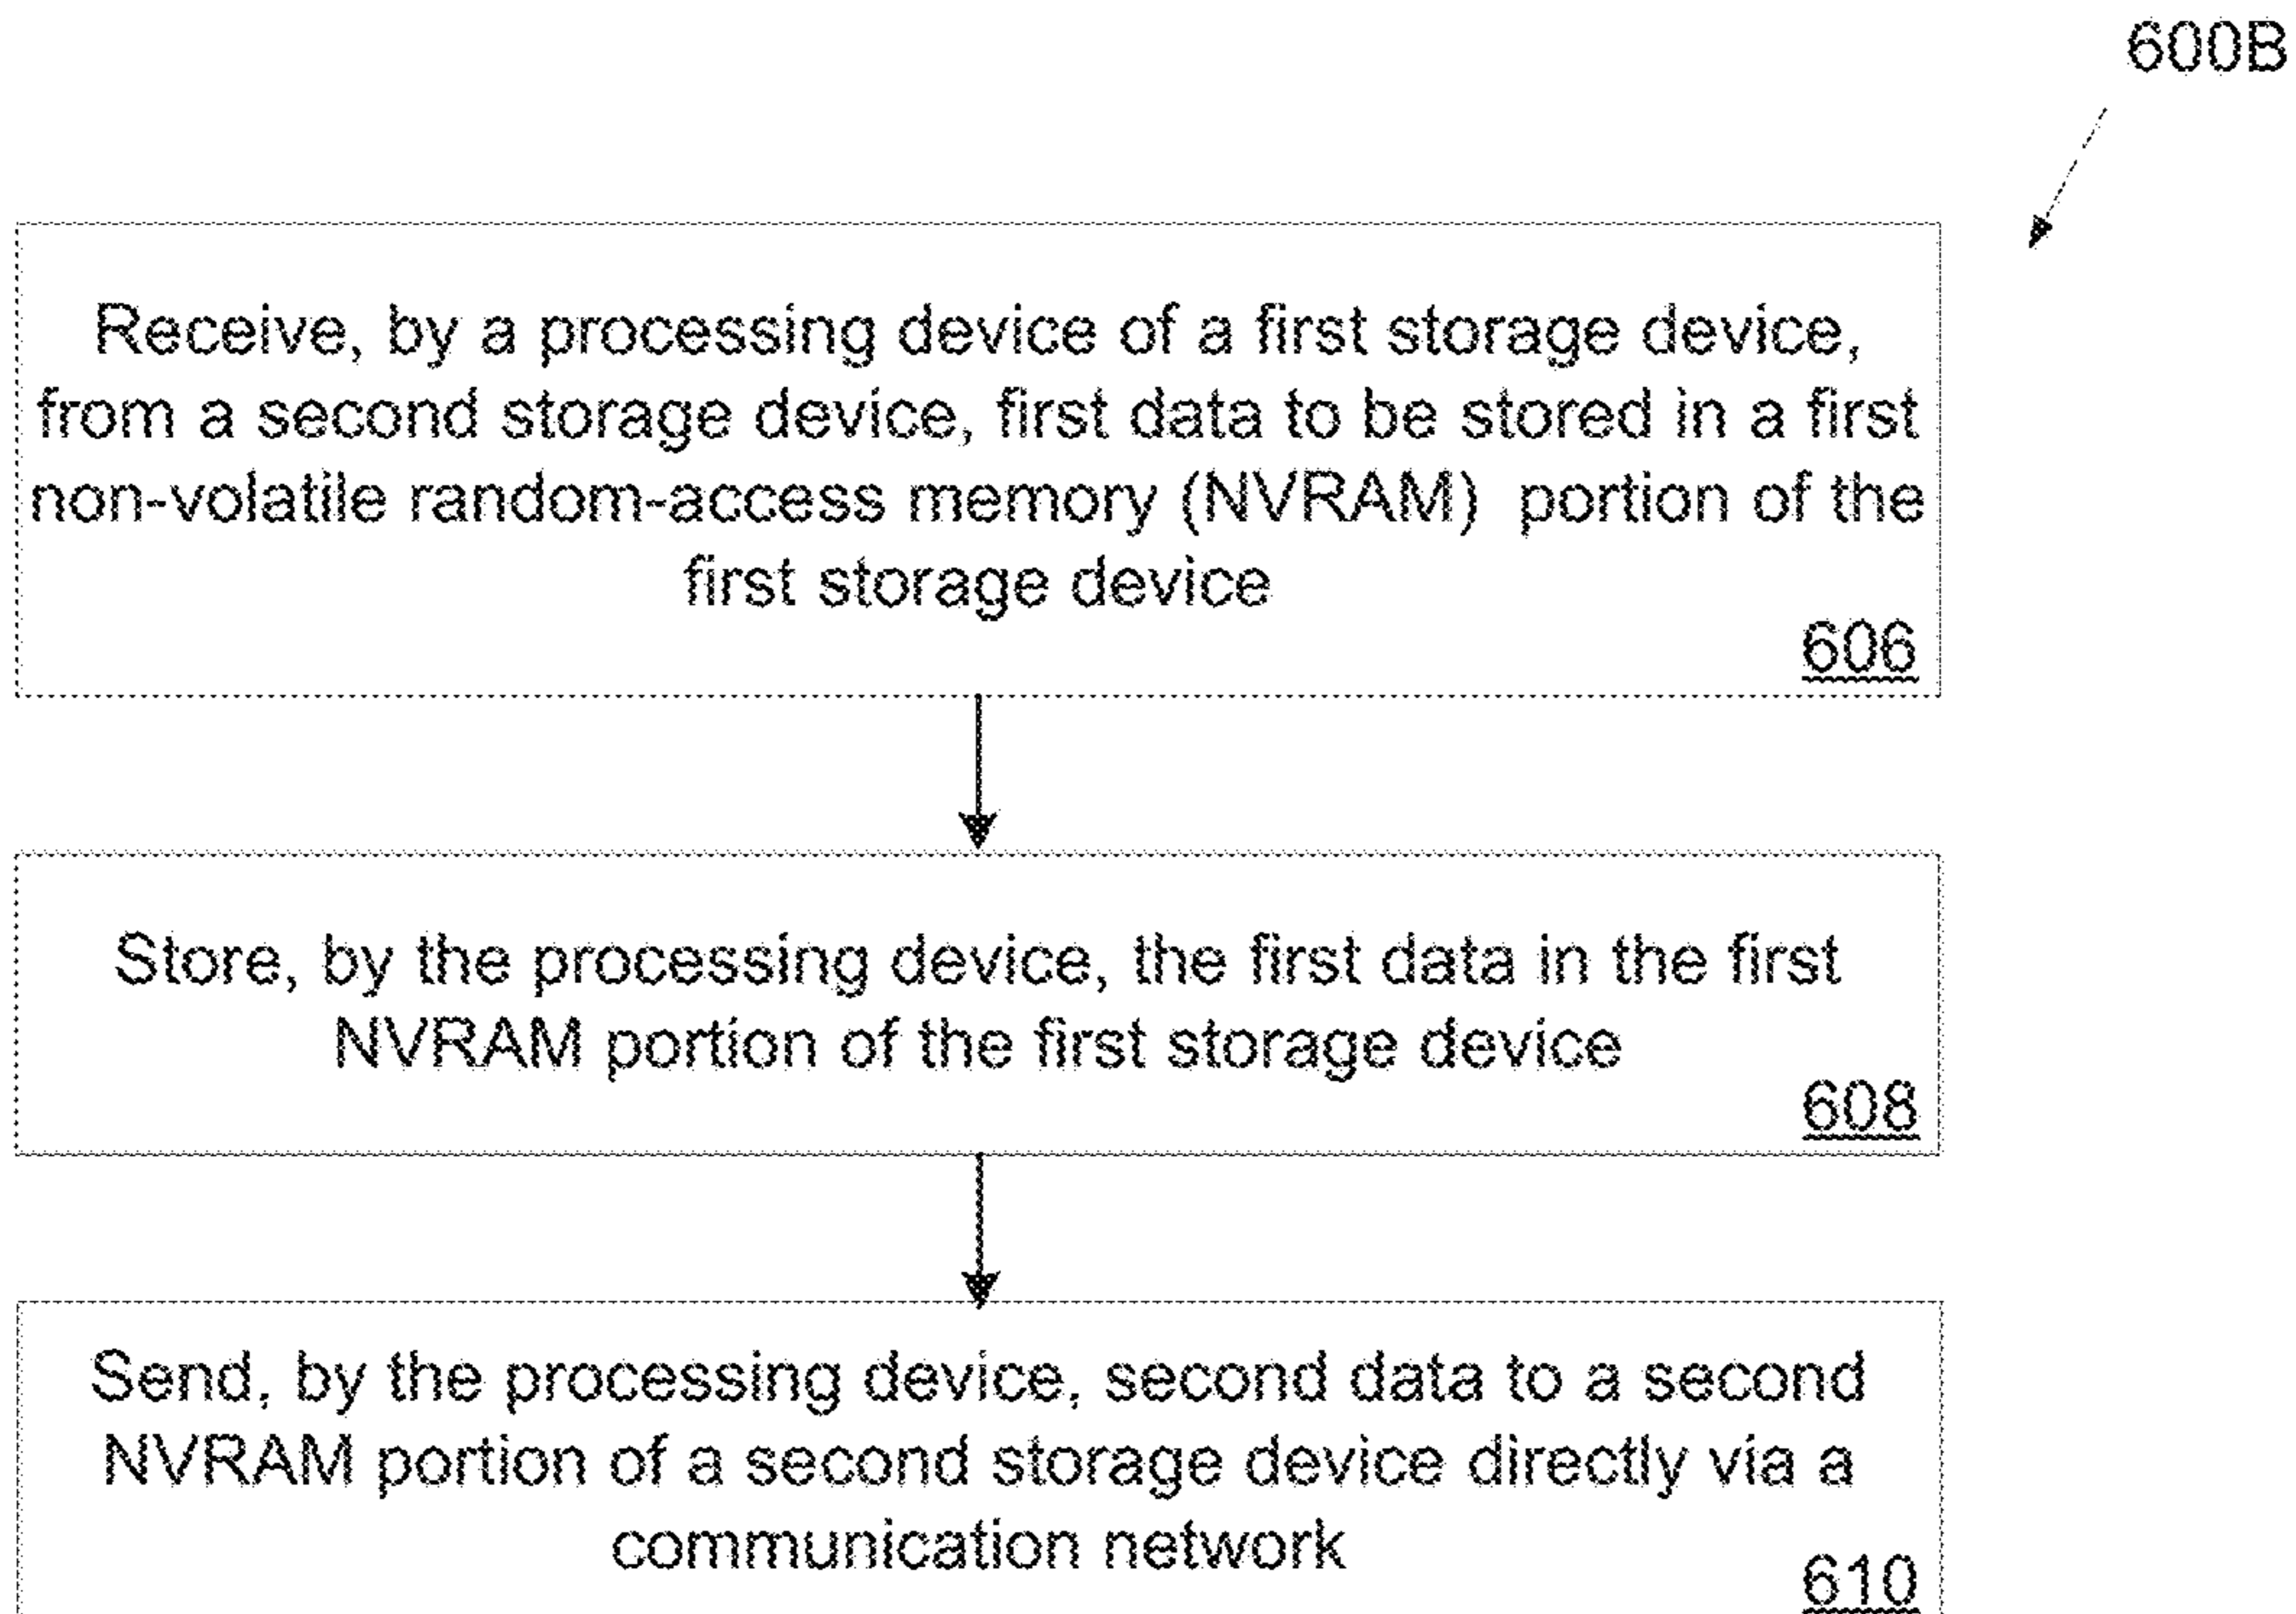 600B
Receive, by a processing device of a first storage device,
from a second storage device, first data to be stored in a first
non-volatile random-access memory (NVRAM) portion of the
first storage device
606
Store, by the processing device, the first data in the first
NVRAM portion of the first storage device
608
Send, by the processing device, second data to a second
NVRAM portion of a second storage device directly via a
communication network
610